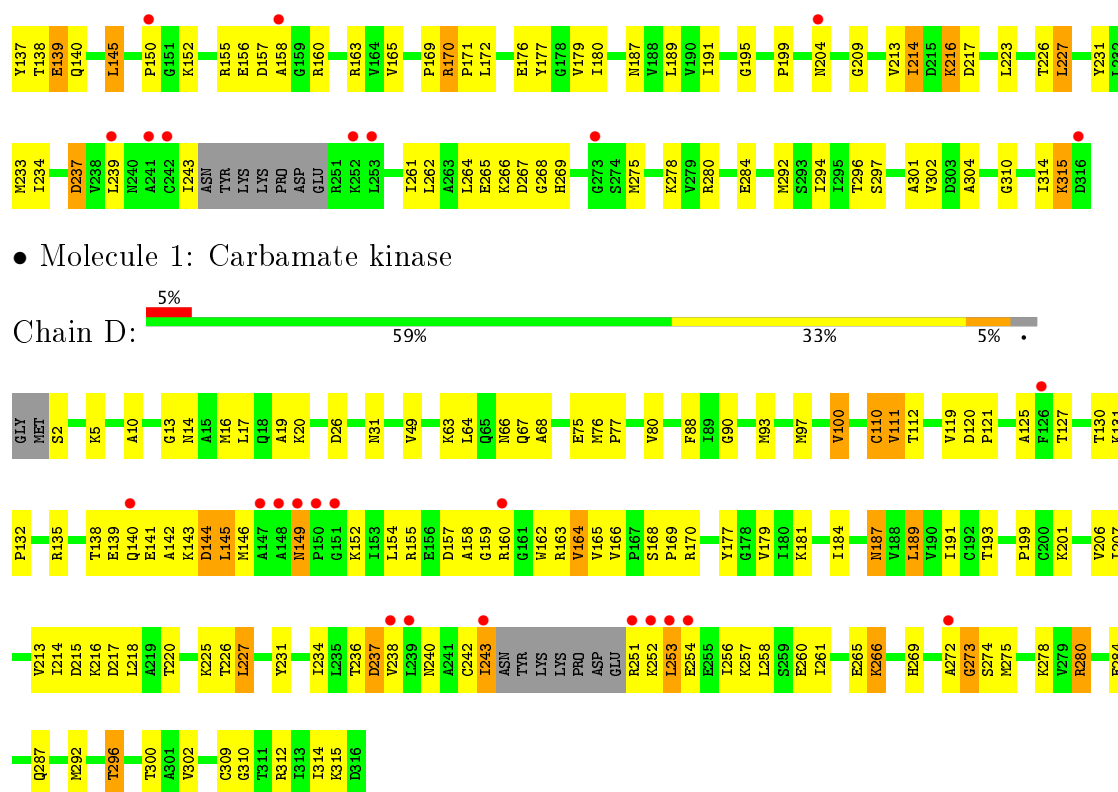 Y137 T138 E139 Q140 L145 P150 G151 K152 R155 E156 D157 A158 G159 R160 R163 V164 V165 P169 R170 P171 L172 E176 Y177 G178 V179 I180 N187 V188 L189 V190 I191 G195 P199 N204 G209 V213 I214 D215 K216 D217 L223 T226 L227 Y231 L232
M233 I234 D237 V238 L239 N240 A241 C242 I243 ASN TYR LYS LYS PRO ASP GLU R251 K252 L253 I261 L262 A263 L264 E265 K266 D267 G268 H269 G273 S274 M275 K278 V279 R280 E284 M292 S293 I294 I295 T296 S297 A301 V302 D303 A304 G310 I314 K315 D316
• Molecule 1: Carbamate kinase
5%
Chain D:
59% 33% 5% •
GLY MET S2 K5 A10 G13 N14 A15 M16 L17 Q18 A19 K20 D26 N31 V49 K63 L64 Q65 N66 Q67 A68 E75 M76 P77 V80 F88 I89 G90 M93 M97 V100 C110 V111 T112 V119 D120 P121 A125 F126 T127 T130 K131
P132 R135 T138 E139 Q140 E141 A142 K143 D144 L145 M146 A147 A148 N149 P150 G151 K152 I153 L154 R155 E156 D157 A158 G159 R160 G161 W162 R163 V164 V165 V166 P167 S168 P169 R170 Y177 G178 V179 I180 K181 I184 N187 V188 L189 V190 I191 C192 T193 P199 C200 K201 V206 I207
V213 I214 D215 K216 D217 L218 A219 T220 K225 T226 L227 Y231 I234 L235 T236 D237 V238 L239 N240 A241 C242 I243 ASN TYR LYS LYS PRO ASP GLU R251 K252 L253 E254 E255 I256 K257 L258 S259 E260 I261 E265 K266 H269 A272 G273 S274 M275 K278 V279 R280 E284
Q287 M292 T296 T300 A301 V302 C309 G310 T311 R312 I313 I314 K315 D316